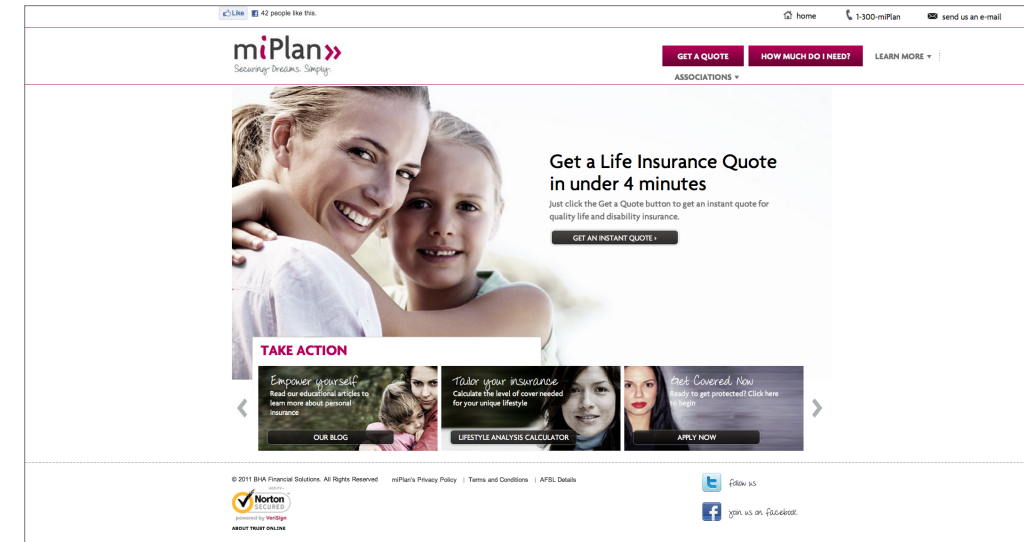 Like 42 people like this.
home 1-300-miPlan send us an e-mail
miPlan
Securing Dreams. Simply.
GET A QUOTE HOW MUCH DO I NEED? LEARN MORE
ASSOCIATIONS
Get a Life Insurance Quote
in under 4 minutes
Just click the Get a Quote button to get an instant quote for
quality life and disability insurance.
GET AN INSTANT QUOTE ›
TAKE ACTION
Empower yourself
Read our educational articles to
learn more about personal
insurance
OUR BLOG
Tailor your insurance
Calculate the level of cover needed
for your unique lifestyle
LIFESTYLE ANALYSIS CALCULATOR
Get Covered Now
Ready to get protected? Click here
to begin
APPLY NOW
© 2011 BHA Financial Solutions. All Rights Reserved miPlan's Privacy Policy | Terms and Conditions | AFSL Details
Norton
SECURED
powered by VeriSign
ABOUT TRUST ONLINE
follow us
join us on facebook